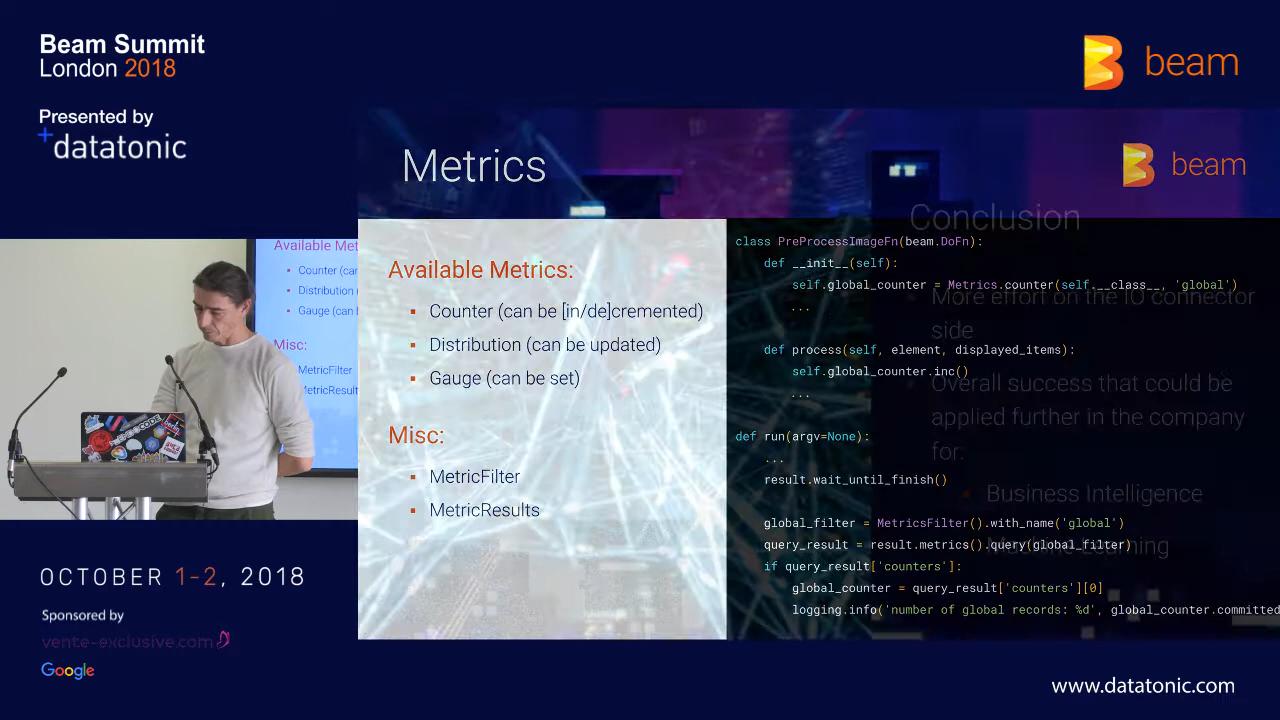 Beam Summit
London 2018
Presented by
datatonic
beam
Metrics
beam
Available Metrics:
Counter (can be [in/de]cremented)
Distribution (can be updated)
Gauge (can be set)
Misc:
MetricFilter
MetricResults
class PreProcessImageFn(beam.DoFn):
def __init__(self):
self.global_counter = Metrics.counter(self.__class__, 'global')
...
def process(self, element, displayed_items):
self.global_counter.inc()
...
def run(argv=None):
...
result.wait_until_finish()
global_filter = MetricsFilter().with_name('global')
query_result = result.metrics().query(global_filter)
if query_result['counters']:
global_counter = query_result['counters'][0]
logging.info('number of global records: %d', global_counter.committed
Conclusion
More effort on the IO connector
side
Overall success that could be
applied further in the company
for:
Business Intelligence
Machine Learning
Available Met
Counter (ca
Distribution (
Gauge (can b
Misc:
MetricFilter
MetricResults
OCTOBER 1-2, 2018
Sponsored by
vente-exclusive.com
Google
www.datatonic.com